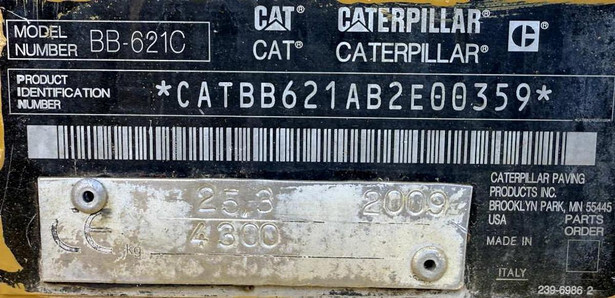 CAT® CATERPILLAR® C
MODEL NUMBER BB-621C
CAT® CATERPILLAR®
PRODUCT IDENTIFICATION NUMBER *CATBB621AB2E00359*
CATERPILLAR PAVING
PRODUCTS INC.
BROOKLYN PARK, MN 55445
USA PARTS
ORDER
MADE IN
ITALY
239-6986 2
25.3 2009
4300
CE kg